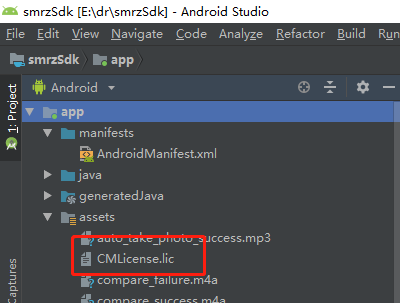 smrzSdk [E:\dr\smrzSdk] - Android Studio
File Edit View Navigate Code Analyze Refactor Build Run
smrzSdk app
Android
1: Project
app
manifests
AndroidManifest.xml
java
generatedJava
assets
auto_take_photo_success.mp3
CMLicense.lic
compare_failure.m4a
compare_success.m4a
Captures